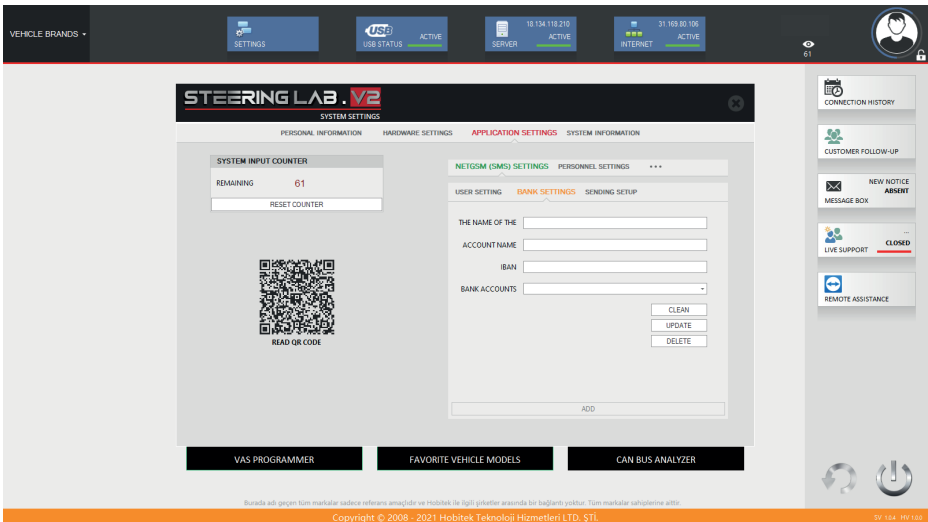 VEHICLE BRANDS
SETTINGS
USB
USB STATUS ACTIVE
18.134.118.210
SERVER ACTIVE
31.169.80.106
INTERNET ACTIVE
61
STEERING LAB . V2
SYSTEM SETTINGS
PERSONAL INFORMATION HARDWARE SETTINGS APPLICATION SETTINGS SYSTEM INFORMATION
SYSTEM INPUT COUNTER
REMAINING 61
RESET COUNTER
READ QR CODE
NETGSM (SMS) SETTINGS PERSONNEL SETTINGS ...
USER SETTING BANK SETTINGS SENDING SETUP
THE NAME OF THE
ACCOUNT NAME
IBAN
BANK ACCOUNTS
CLEAN
UPDATE
DELETE
ADD
CONNECTION HISTORY
CUSTOMER FOLLOW-UP
NEW NOTICE
ABSENT
MESSAGE BOX
...
CLOSED
LIVE SUPPORT
REMOTE ASSISTANCE
VAS PROGRAMMER
FAVORITE VEHICLE MODELS
CAN BUS ANALYZER
Burada adı geçen tüm markalar sadece referans amaçlıdır ve Hobitek ile ilgili şirketler arasında bir bağlantı yoktur. Tüm markalar sahiplerine aittir.
Copyright © 2008 - 2021 Hobitek Teknoloji Hizmetleri LTD. ŞTİ.
SV 1.0.4 HV 1.0.0